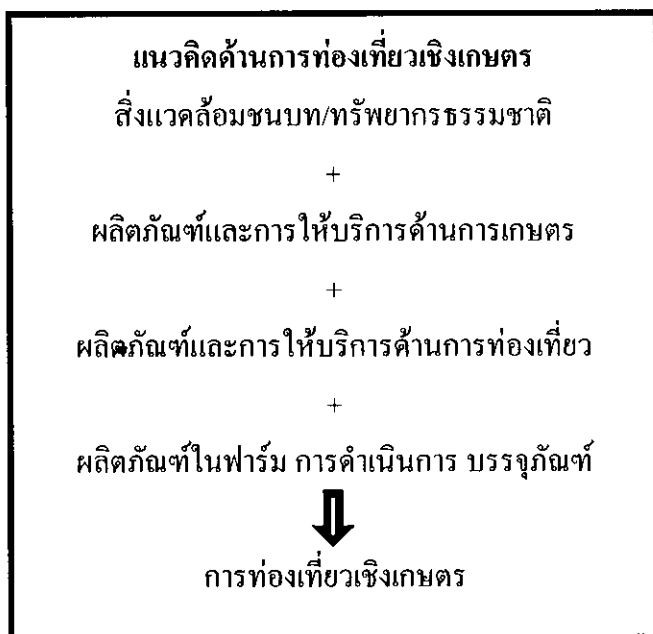 แนวคิดด้านการท่องเที่ยวเชิงเกษตร
สิ่งแวดล้อมชนบท/ทรัพยากรธรรมชาติ
+
ผลิตภัณฑ์และการให้บริการด้านการเกษตร
+
ผลิตภัณฑ์และการให้บริการด้านการท่องเที่ยว
+
ผลิตภัณฑ์ในฟาร์ม การดำเนินการ บรรจุภัณฑ์
การท่องเที่ยวเชิงเกษตร